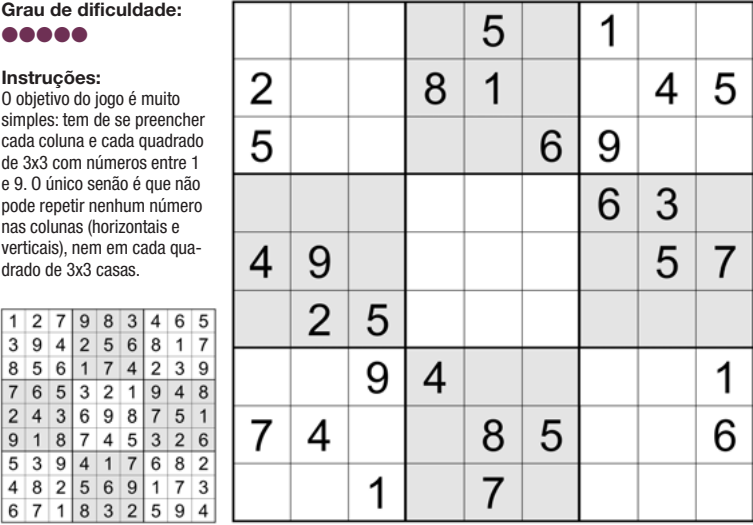 Grau de dificuldade:
Instruções:
O objetivo do jogo é muito
simples: tem de se preencher
cada coluna e cada quadrado
de 3x3 com números entre 1
e 9. O único senão é que não
pode repetir nenhum número
nas colunas (horizontais e
verticais), nem em cada qua-
drado de 3x3 casas.
1 2 7 9 8 3 4 6 5
3 9 4 2 5 6 8 1 7
8 5 6 1 7 4 2 3 9
7 6 5 3 2 1 9 4 8
2 4 3 6 9 8 7 5 1
9 1 8 7 4 5 3 2 6
5 3 9 4 1 7 6 8 2
4 8 2 5 6 9 1 7 3
6 7 1 8 3 2 5 9 4
5 1
2 8 1 4 5
5 6 9
6 3
4 9 5 7
2 5
9 4 1
7 4 8 5 6
1 7